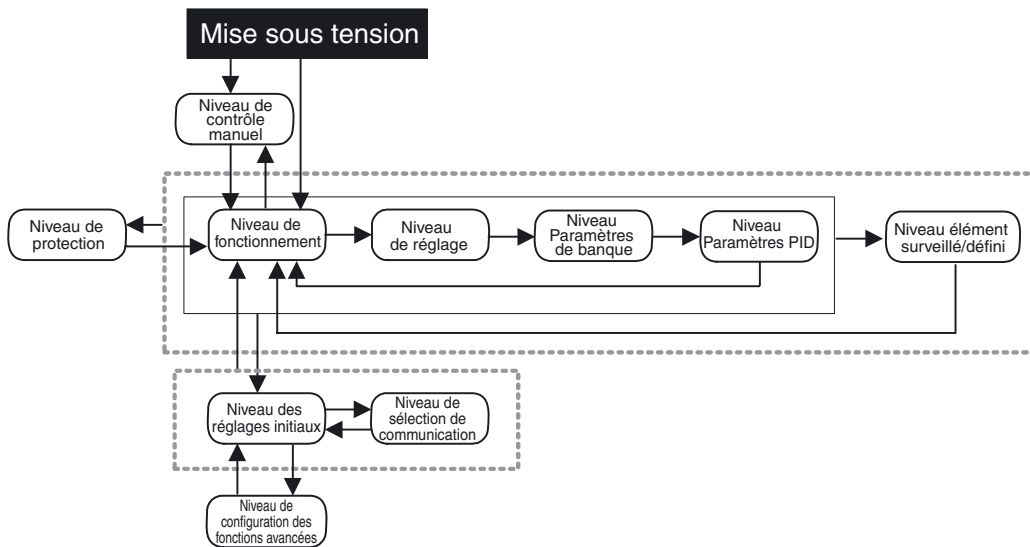 Mise sous tension
Niveau de
contrôle
manuel
Niveau de
protection
Niveau de
fonctionnement
Niveau
de réglage
Niveau
Paramètres
de banque
Niveau
Paramètres PID
Niveau élément
surveillé/défini
Niveau des
réglages initiaux
Niveau de
sélection de
communication
Niveau de
configuration des
fonctions avancées